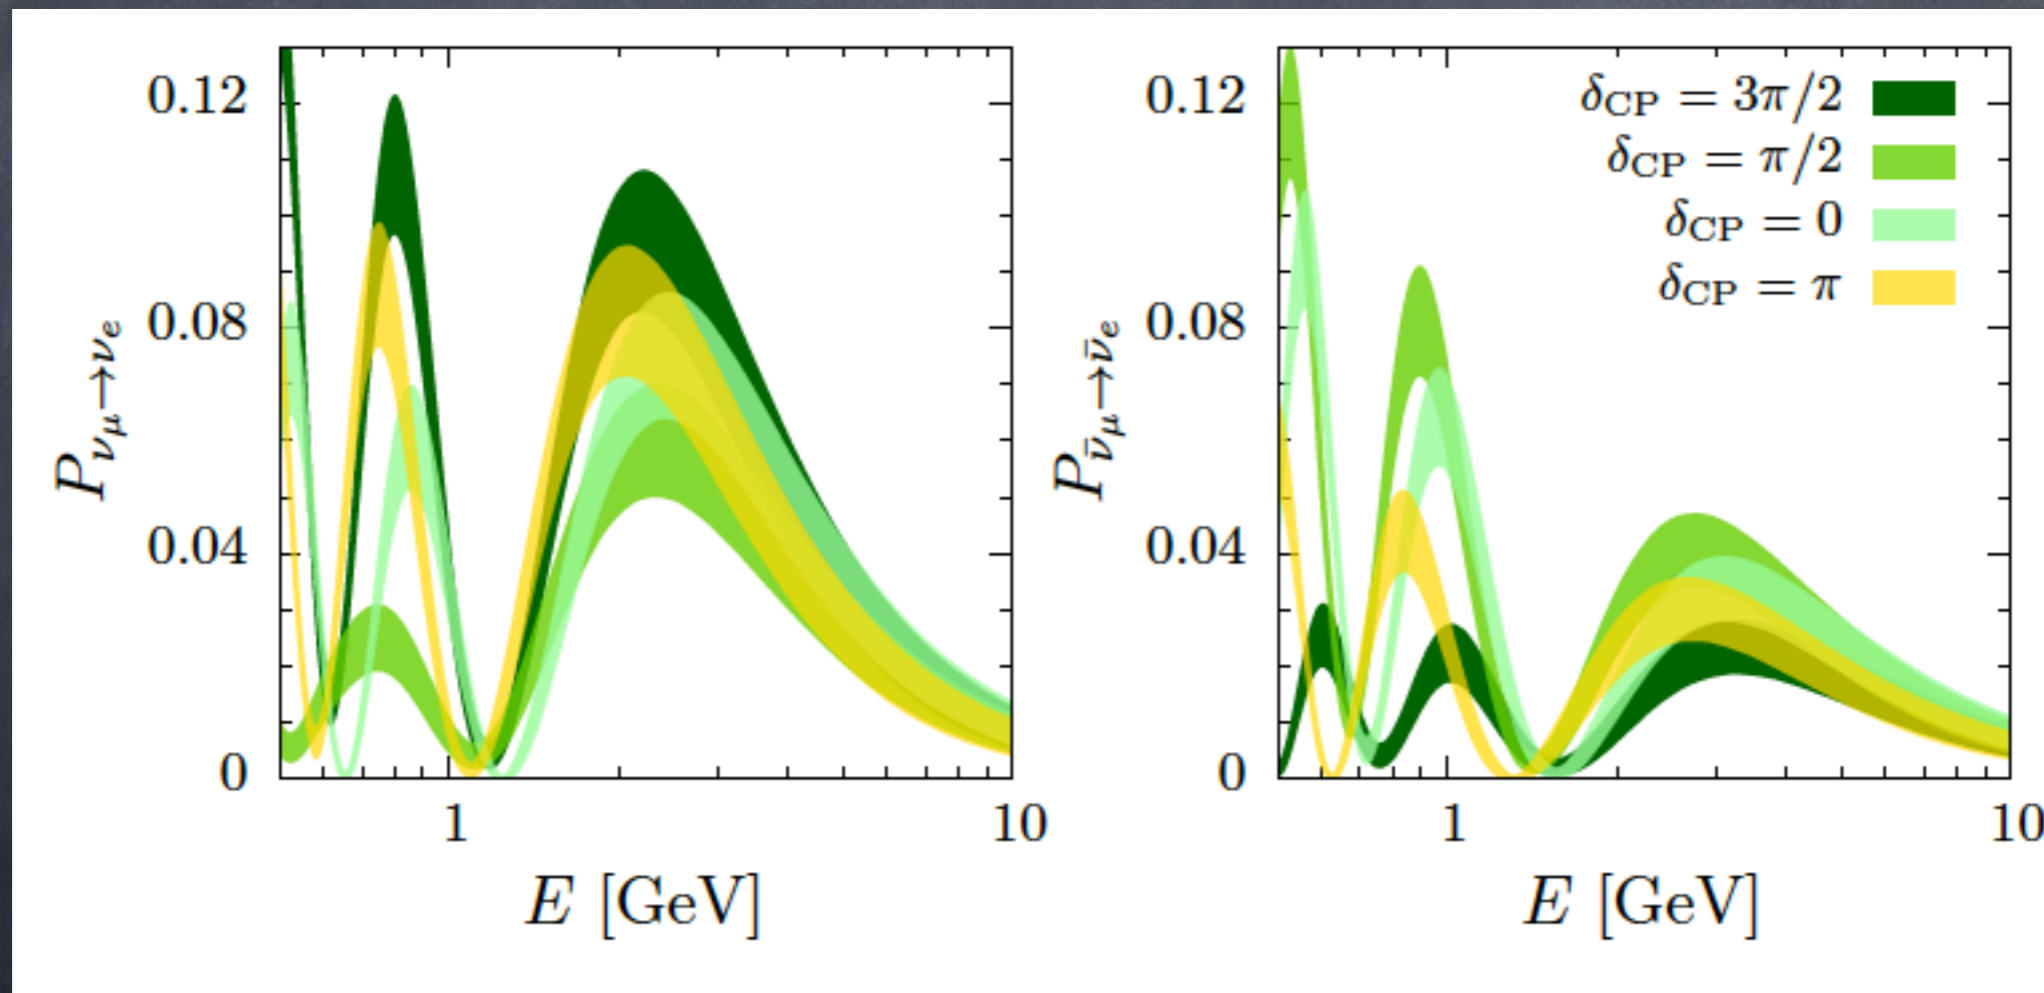 0.12
0.08
0.04
0
1
10
E [GeV]
P_{ν_μ→ν_e}
0.12
0.08
0.04
0
1
10
E [GeV]
P_{ν̄_μ→ν̄_e}
δ_CP = 3π/2
δ_CP = π/2
δ_CP = 0
δ_CP = π